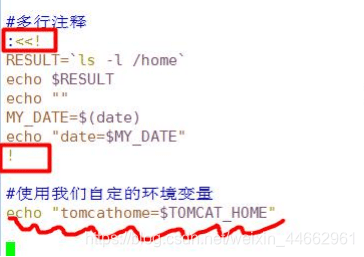 #多行注释
:<<!
RESULT=`ls -l /home`
echo $RESULT
echo ""
MY_DATE=$(date)
echo "date=$MY_DATE"
!
#使用我们自定的环境变量
echo "tomcathome=$TOMCAT_HOME"
https://blog.csdn.net/weixin_44662961